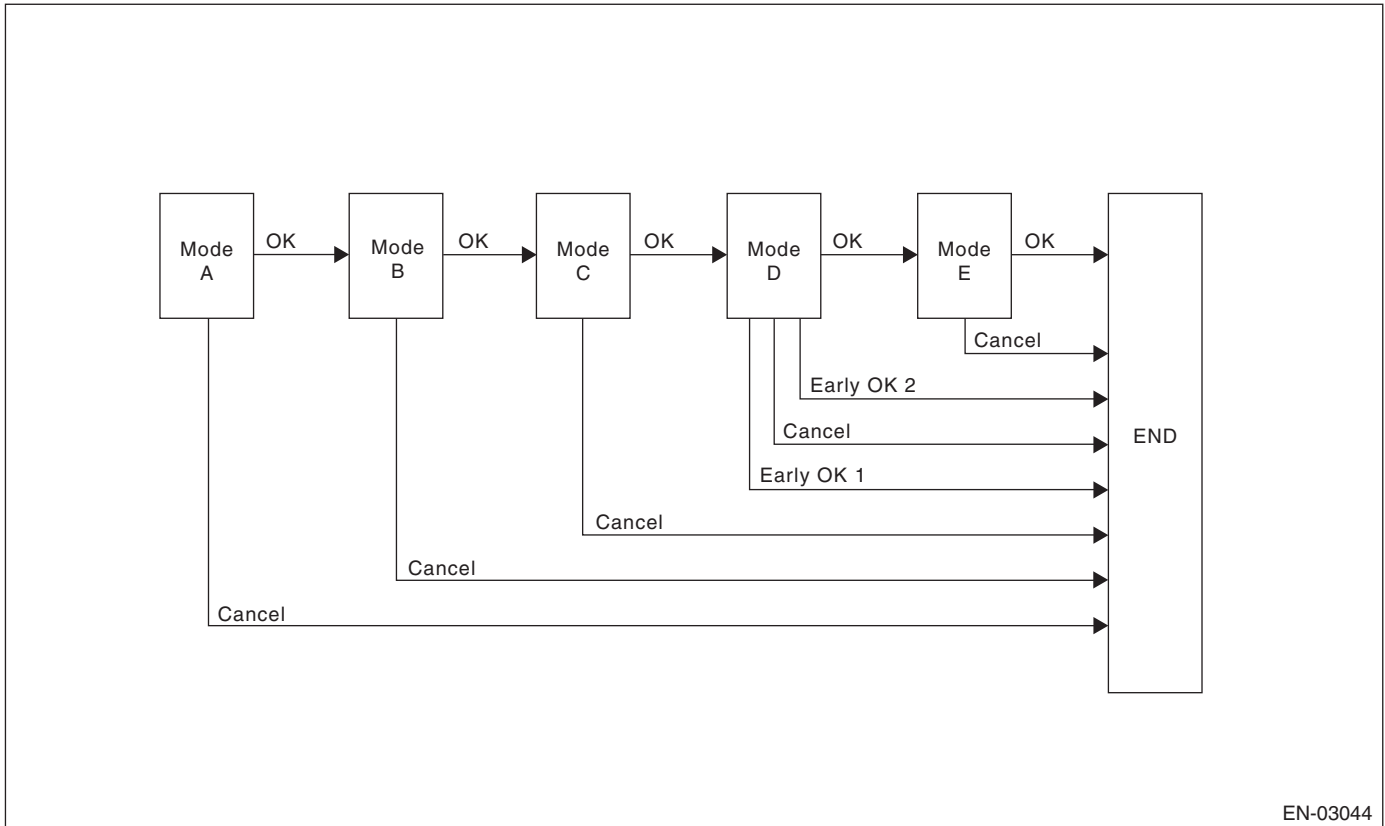 Mode
A
OK
Mode
B
OK
Mode
C
OK
Mode
D
OK
Mode
E
OK
Cancel
Early OK 2
Cancel
END
Early OK 1
Cancel
Cancel
Cancel
EN-03044